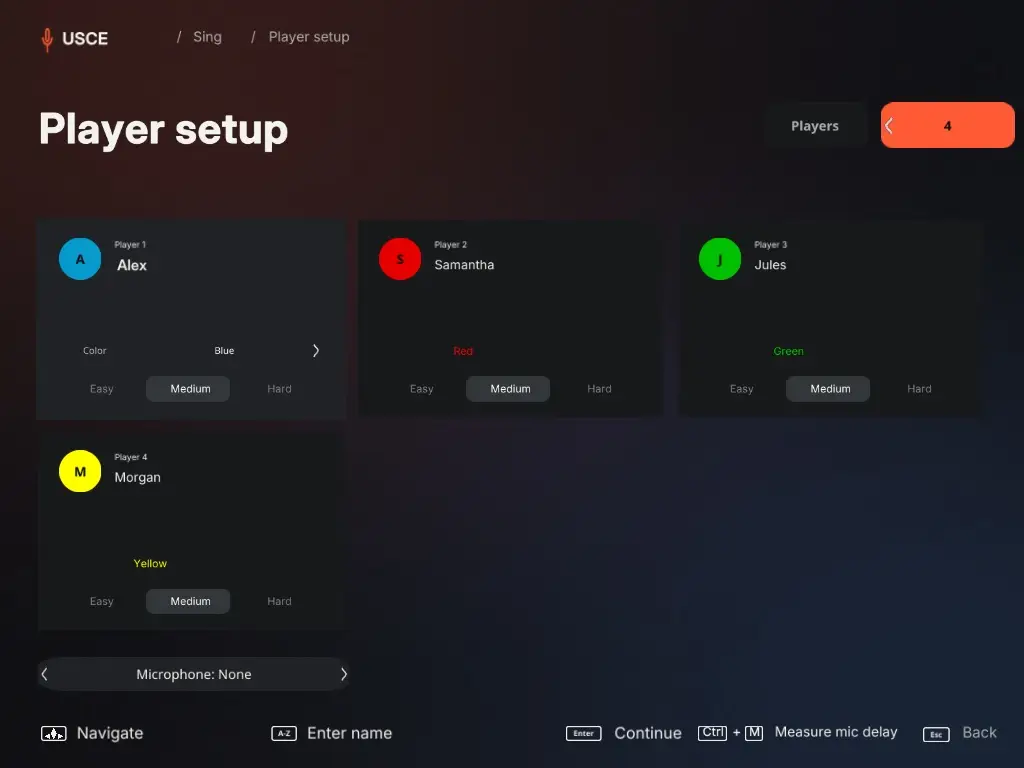 USCE / Sing / Player setup
Player setup
Players 4
Player 1
A Alex
Color Blue
Easy Medium Hard
Player 2
S Samantha
Red
Easy Medium Hard
Player 3
J Jules
Green
Easy Medium Hard
Player 4
M Morgan
Yellow
Easy Medium Hard
Microphone: None
Navigate A-Z Enter name Enter Continue Ctrl + M Measure mic delay Esc Back